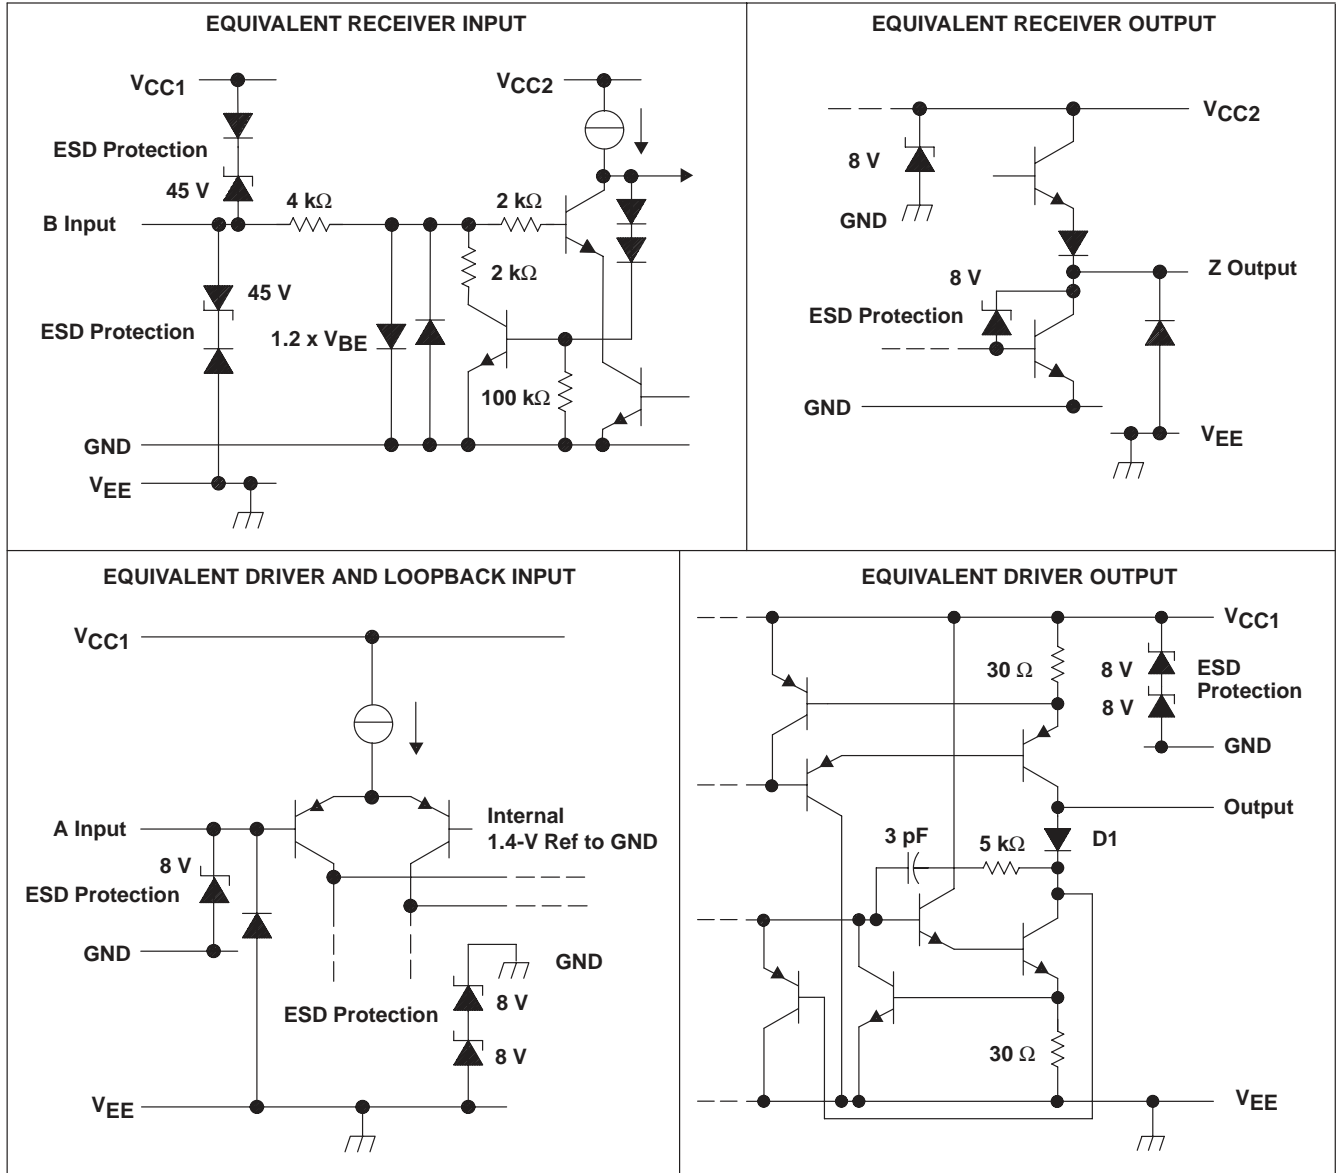 EQUIVALENT RECEIVER INPUT
VCC1
VCC2
ESD Protection
45 V
4 kΩ
2 kΩ
B Input
2 kΩ
45 V
ESD Protection
1.2 x VBE
100 kΩ
GND
VEE
EQUIVALENT RECEIVER OUTPUT
VCC2
8 V
GND
Z Output
8 V
ESD Protection
GND
VEE
EQUIVALENT DRIVER AND LOOPBACK INPUT
VCC1
Internal
1.4-V Ref to GND
A Input
8 V
ESD Protection
GND
GND
8 V
ESD Protection
8 V
VEE
EQUIVALENT DRIVER OUTPUT
VCC1
30 Ω
8 V
ESD
Protection
8 V
GND
Output
3 pF
5 kΩ
D1
30 Ω
VEE